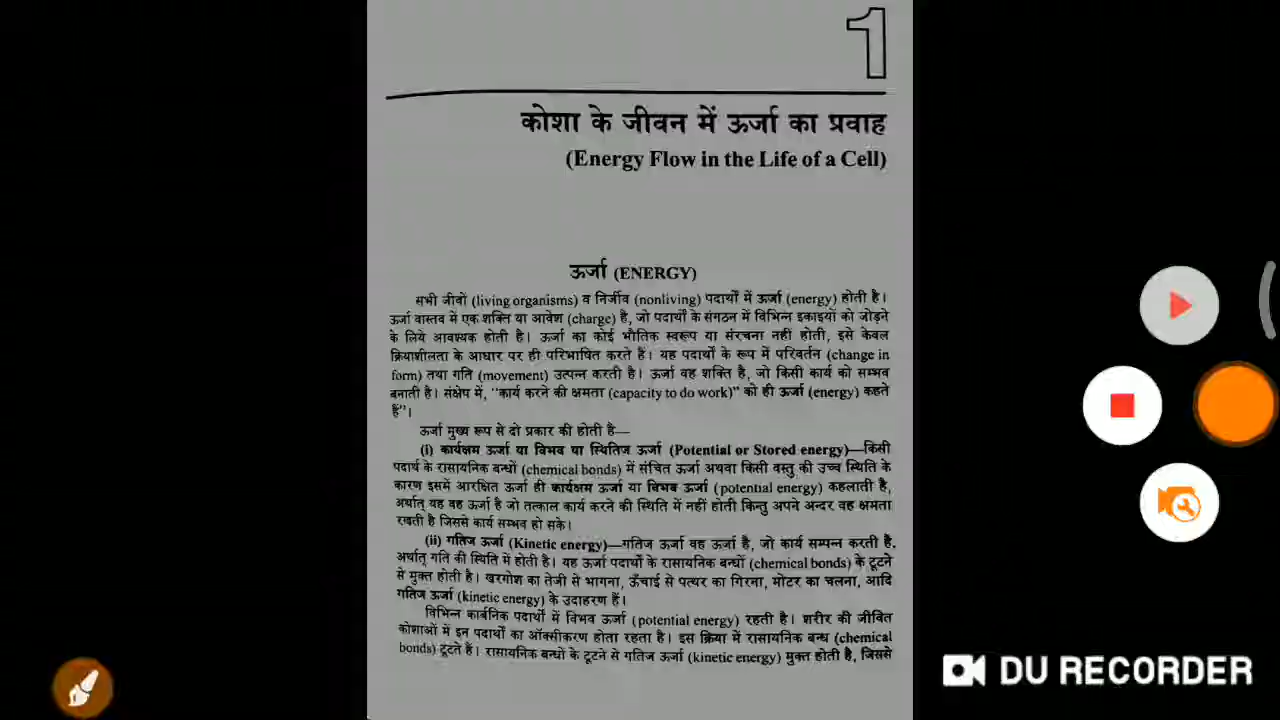 1
कोशा के जीवन में ऊर्जा का प्रवाह
(Energy Flow in the Life of a Cell)
ऊर्जा (ENERGY)
सभी जीवों (living organisms) व निर्जीव (nonliving) पदार्थों में ऊर्जा (energy) होती है।
ऊर्जा वास्तव में एक शक्ति या आवेश (charge) है, जो पदार्थों के संगठन में विभिन्न इकाइयों को जोड़ने
के लिये आवश्यक होती है। ऊर्जा का कोई भौतिक स्वरूप या संरचना नहीं होती, इसे केवल
क्रियाशीलता के आधार पर ही परिभाषित करते हैं। यह पदार्थों के रूप में परिवर्तन (change in
form) तथा गति (movement) उत्पन्न करती है। ऊर्जा वह शक्ति है, जो किसी कार्य को सम्भव
बनाती है। संक्षेप में, "कार्य करने की क्षमता (capacity to do work)" को ही ऊर्जा (energy) कहते
हैं"।
ऊर्जा मुख्य रूप से दो प्रकार की होती है—
(i) कार्यक्षम ऊर्जा या विभव या स्थितिज ऊर्जा (Potential or Stored energy)—किसी
पदार्थ के रासायनिक बन्धों (chemical bonds) में संचित ऊर्जा अथवा किसी वस्तु की उच्च स्थिति के
कारण इसमें आरक्षित ऊर्जा ही कार्यक्षम ऊर्जा या विभव ऊर्जा (potential energy) कहलाती है,
अर्थात् यह वह ऊर्जा है जो तत्काल कार्य करने की स्थिति में नहीं होती किन्तु अपने अन्दर वह क्षमता
रखती है जिससे कार्य सम्भव हो सके।
(ii) गतिज ऊर्जा (Kinetic energy)—गतिज ऊर्जा वह ऊर्जा है, जो कार्य सम्पन्न करती है,
अर्थात् गति की स्थिति में होती है। यह ऊर्जा पदार्थों के रासायनिक बन्धों (chemical bonds) के टूटने
से मुक्त होती है। खरगोश का तेजी से भागना, ऊँचाई से पत्थर का गिरना, मोटर का चलना, आदि
गतिज ऊर्जा (kinetic energy) के उदाहरण हैं।
विभिन्न कार्बनिक पदार्थों में विभव ऊर्जा (potential energy) रहती है। शरीर की जीवित
कोशाओं में इन पदार्थों का ऑक्सीकरण होता रहता है। इस क्रिया में रासायनिक बन्ध (chemical
bonds) टूटते हैं। रासायनिक बन्धों के टूटने से गतिज ऊर्जा (kinetic energy) मुक्त होती है, जिससे
DU RECORDER